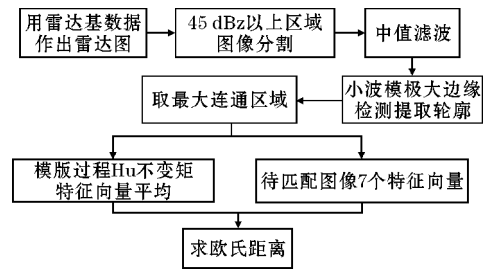 用雷达基数据
作出雷达图
45 dBz以上区域
图像分割
中值滤波
小波模极大边缘
检测提取轮廓
取最大连通区域
模版过程Hu不变矩
特征向量平均
待匹配图像7个特征向量
求欧氏距离